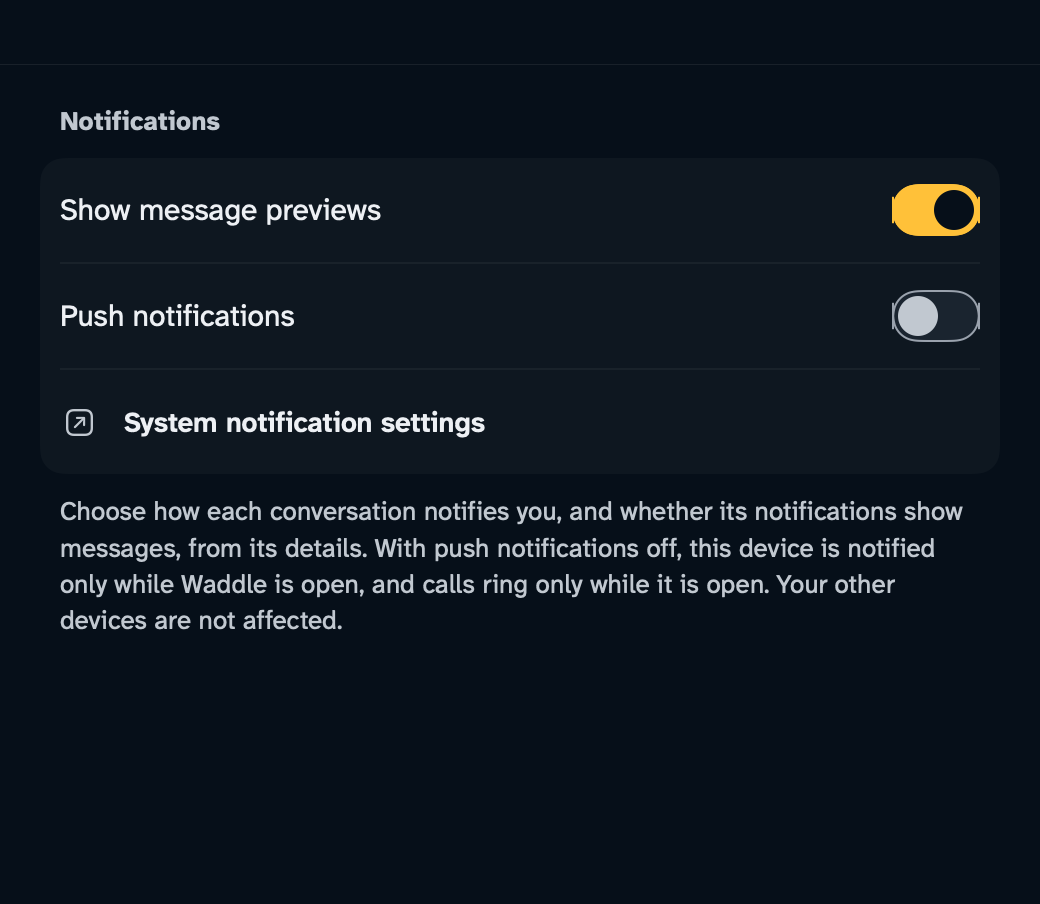 Notifications
Show message previews
Push notifications
System notification settings
Choose how each conversation notifies you, and whether its notifications show
messages, from its details. With push notifications off, this device is notified
only while Waddle is open, and calls ring only while it is open. Your other
devices are not affected.